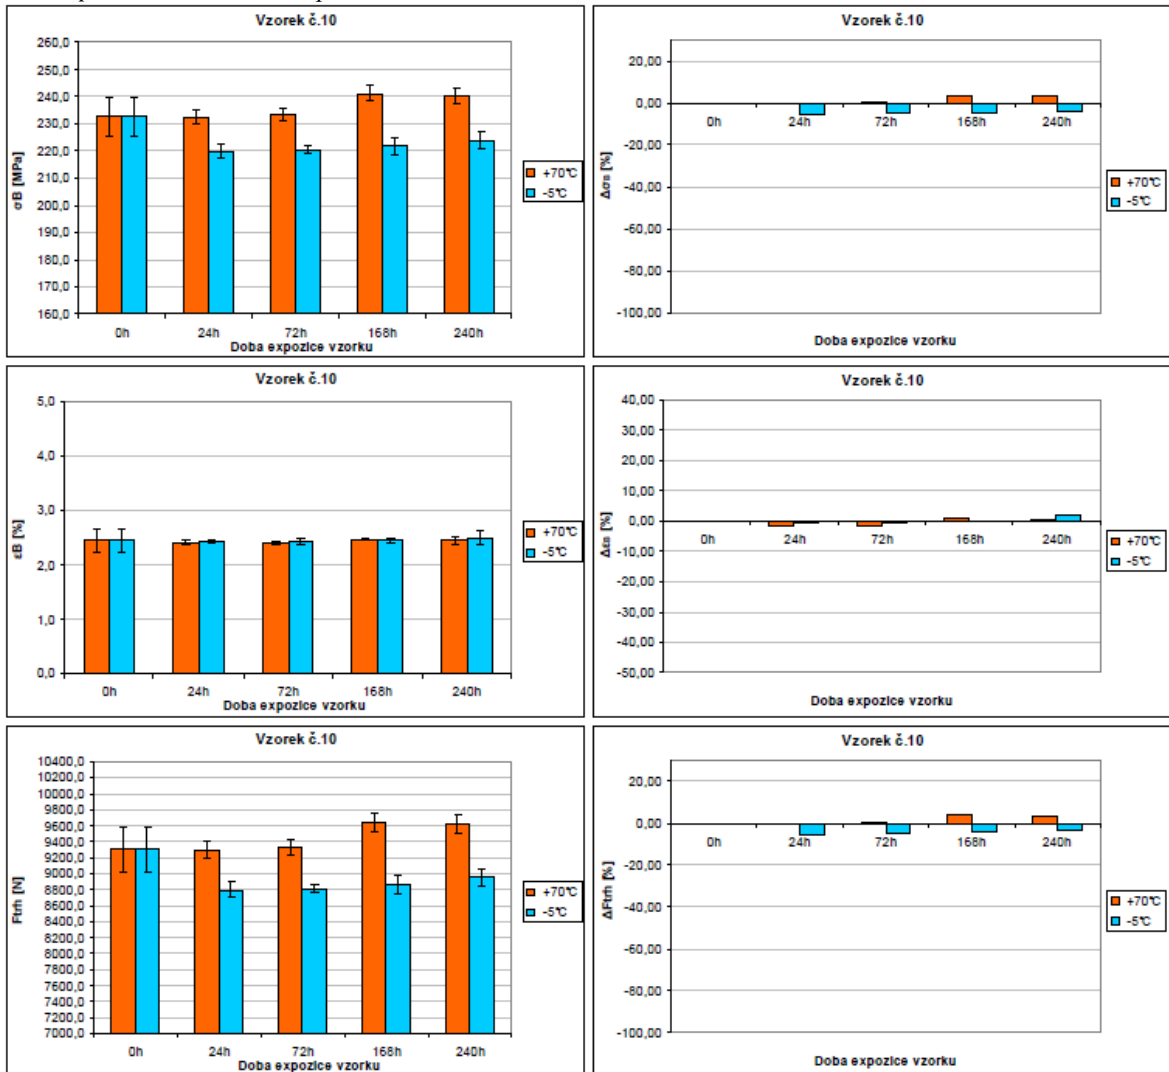 Vzorek č.10
260,0
250,0
240,0
230,0
220,0
210,0
200,0
190,0
180,0
170,0
160,0
σB [MPa]
0h 24h 72h 168h 240h
Doba expozice vzorku
+70°C
-5°C
Vzorek č.10
20,00
0,00
-20,00
-40,00
-60,00
-80,00
-100,00
ΔσB [%]
0h 24h 72h 168h 240h
Doba expozice vzorku
+70°C
-5°C
Vzorek č.10
5,0
4,0
3,0
2,0
1,0
0,0
εB [%]
0h 24h 72h 168h 240h
Doba expozice vzorku
+70°C
-5°C
Vzorek č.10
40,00
30,00
20,00
10,00
0,00
-10,00
-20,00
-30,00
-40,00
-50,00
ΔεB [%]
0h 24h 72h 168h 240h
Doba expozice vzorku
+70°C
-5°C
Vzorek č.10
10400,0
10200,0
10000,0
9800,0
9600,0
9400,0
9200,0
9000,0
8800,0
8600,0
8400,0
8200,0
8000,0
7800,0
7600,0
7400,0
7200,0
7000,0
Ftrh [N]
0h 24h 72h 168h 240h
Doba expozice vzorku
+70°C
-5°C
Vzorek č.10
20,00
0,00
-20,00
-40,00
-60,00
-80,00
-100,00
ΔFtrh [%]
0h 24h 72h 168h 240h
Doba expozice vzorku
+70°C
-5°C